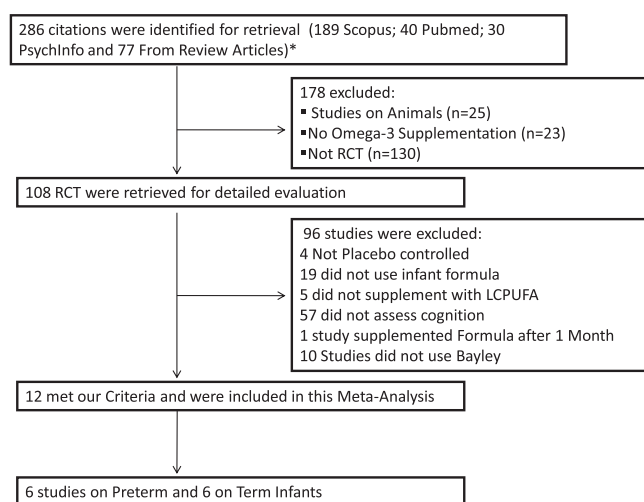 286 citations were identified for retrieval (189 Scopus; 40 Pubmed; 30
PsychInfo and 77 From Review Articles)*
178 excluded:
▪ Studies on Animals (n=25)
▪No Omega-3 Supplementation (n=23)
▪Not RCT (n=130)
108 RCT were retrieved for detailed evaluation
96 studies were excluded:
4 Not Placebo controlled
19 did not use infant formula
5 did not supplement with LCPUFA
57 did not assess cognition
1 study supplemented Formula after 1 Month
10 Studies did not use Bayley
12 met our Criteria and were included in this Meta-Analysis
6 studies on Preterm and 6 on Term Infants